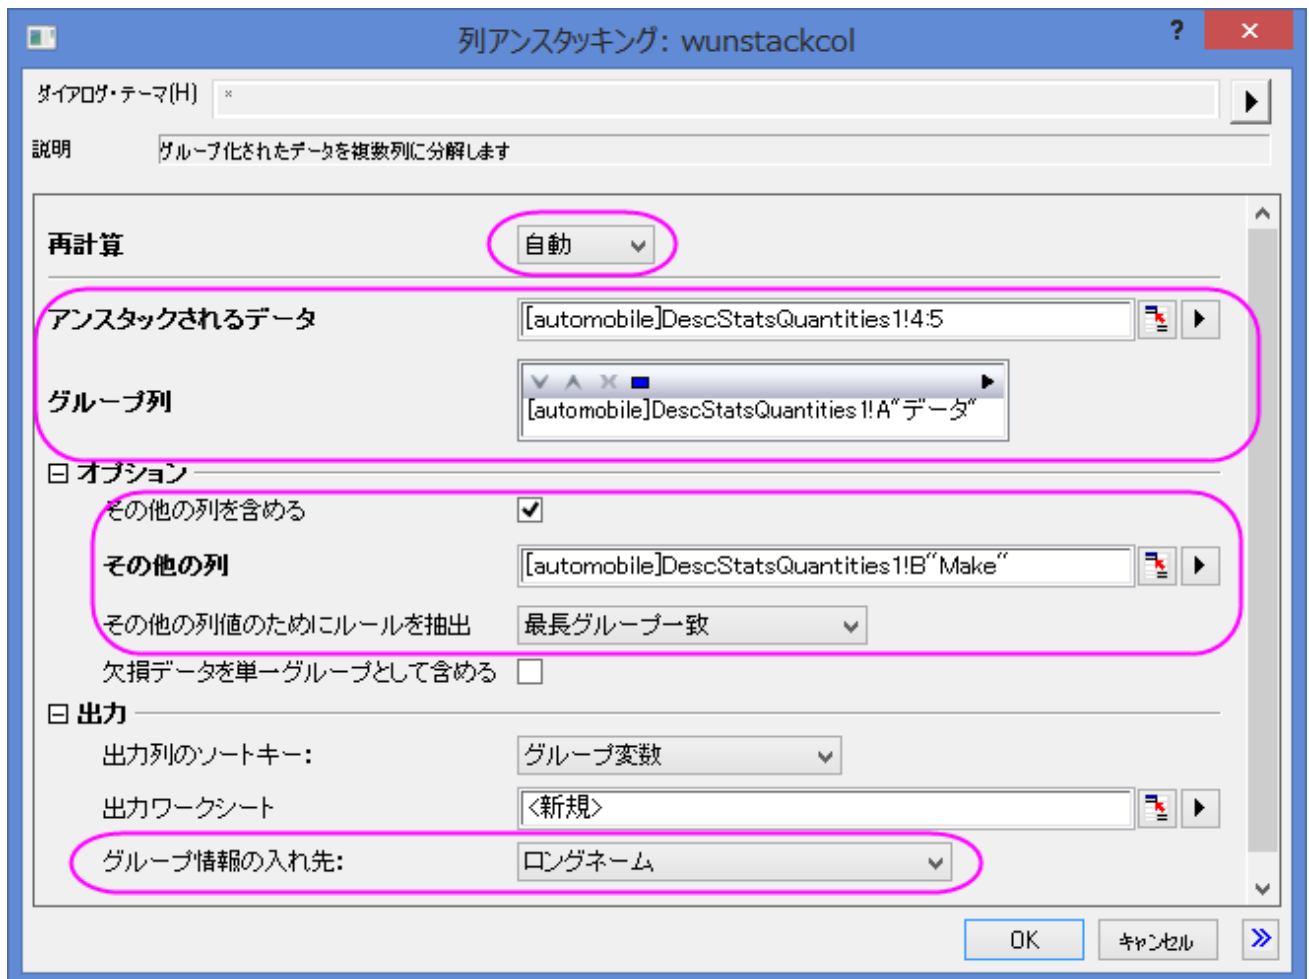 列アンスタッキング: wunstackcol
?
ダイアログ・テーマ(H) *
説明 グループ化されたデータを複数列に分解します
再計算 自動
アンスタックされるデータ [automobile]DescStatsQuantities1!4:5
グループ列 [automobile]DescStatsQuantities1!A"データ"
オプション
その他の列を含める
その他の列 [automobile]DescStatsQuantities1!B"Make"
その他の列値のためにルールを抽出 最長グループ一致
欠損データを単一グループとして含める
出力
出力列のソートキー: グループ変数
出力ワークシート <新規>
グループ情報の入れ先: ロングネーム
OK キャンセル